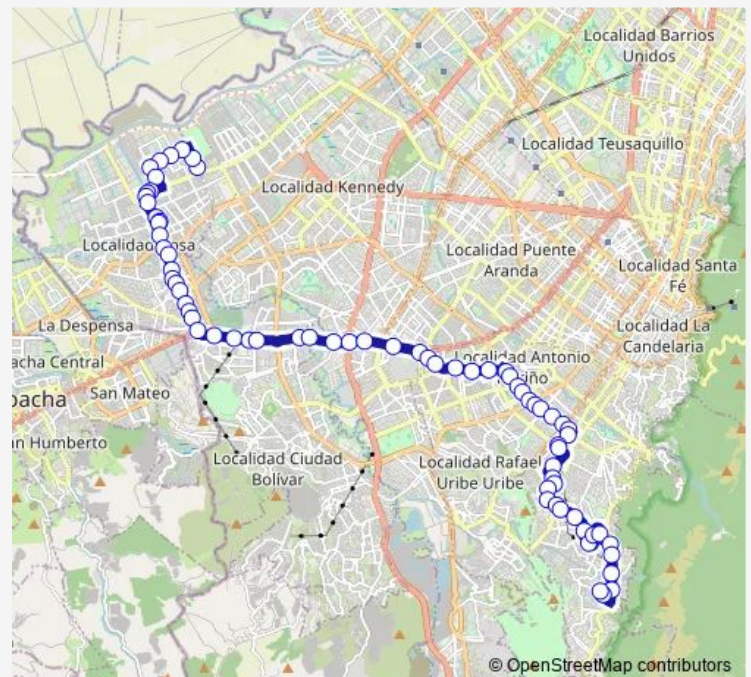 Localidad Barrios
Unidos
Localidad Teusaquillo
Localidad Kennedy
Localidad Puente
Aranda
Localidad Santa
Fé
Localidad
sa
La Despensa
Localidad La
Candelaria
Localidad Antonio
iño
acha Central
San Mateo
acha
an Humberto
Localidad Ciudad
Bolívar
Localidad Rafael
Uribe Uribe
© OpenStreetMap contributors